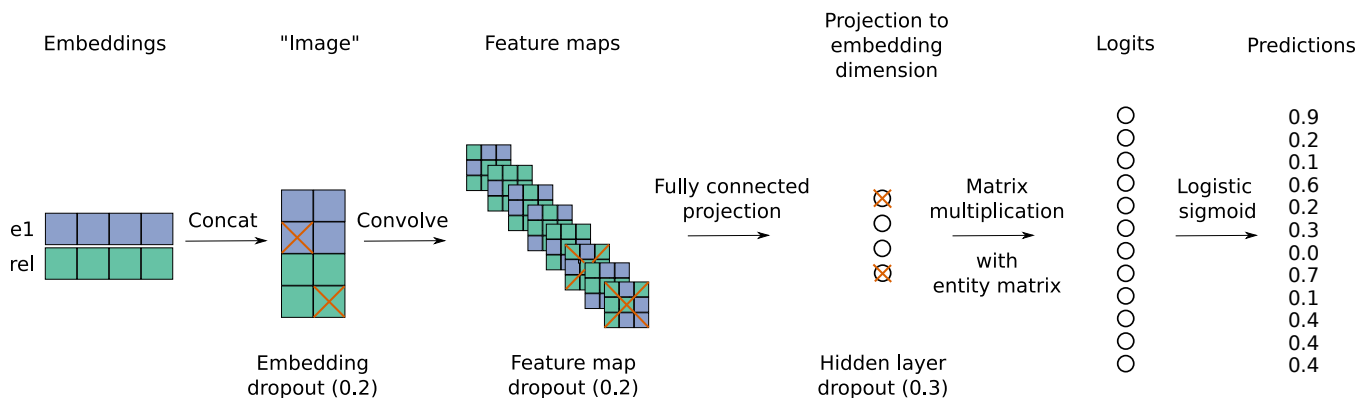 Embeddings
"Image"
Feature maps
Projection to
embedding
dimension
Logits
Predictions
e1
rel
Concat
Convolve
Fully connected
projection
Matrix
multiplication
with
entity matrix
Logistic
sigmoid
0.9
0.2
0.1
0.6
0.2
0.3
0.0
0.7
0.1
0.4
0.4
0.4
Embedding
dropout (0.2)
Feature map
dropout (0.2)
Hidden layer
dropout (0.3)